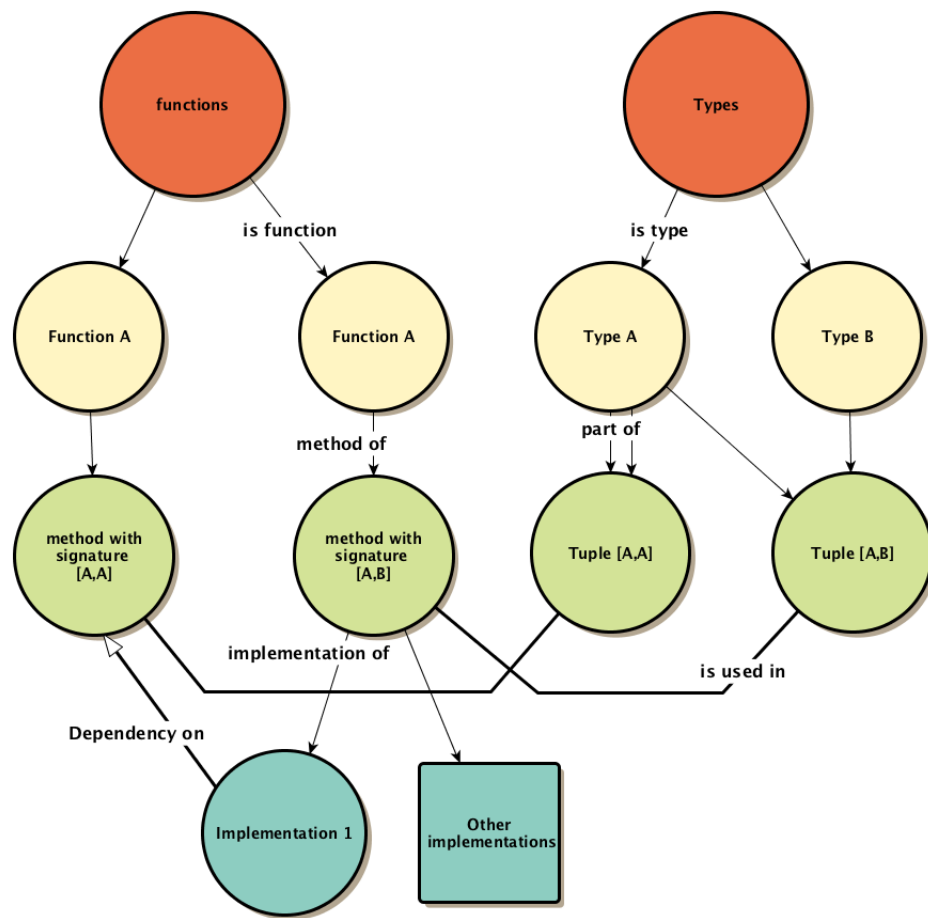 functions
Types
is function
is type
Function A
Function A
Type A
Type B
method of
part of
method with
signature
[A,A]
method with
signature
[A,B]
Tuple [A,A]
Tuple [A,B]
implementation of
is used in
Dependency on
Implementation 1
Other
implementations